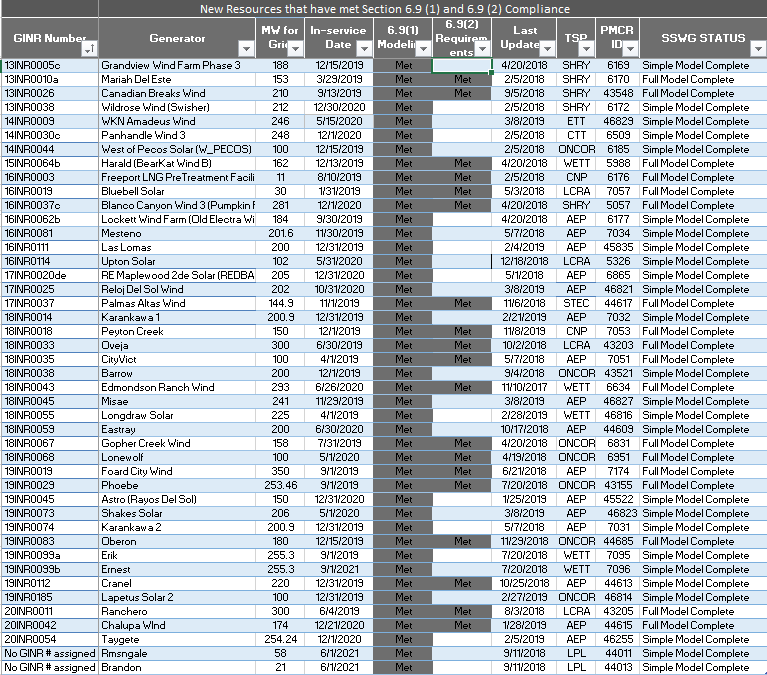 New Resources that have met Section 6.9 (1) and 6.9 (2) Compliance
GINR Number Generator MW for Grid In-service Date 6.9(1) Modelin 6.9(2) Requirem ents Last Update TSP PMCR ID SSWG STATUS
13INR0005c Grandview Wind Farm Phase 3 188 12/15/2019 Met 4/20/2018 SHRY 6169 Simple Model Complete
13INR0010a Mariah Del Este 153 3/29/2019 Met Met 2/5/2018 SHRY 6170 Full Model Complete
13INR0026 Canadian Breaks Wind 210 9/13/2019 Met Met 9/5/2018 SHRY 43548 Full Model Complete
13INR0038 Wildrose Wind (Swisher) 212 12/30/2020 Met 2/5/2018 SHRY 6172 Simple Model Complete
14INR0009 WKN Amadeus Wind 246 5/15/2020 Met 3/8/2019 ETT 46829 Simple Model Complete
14INR0030c Panhandle Wind 3 248 12/1/2020 Met 2/5/2018 CTT 6509 Simple Model Complete
14INR0044 West of Pecos Solar (W_PECOS) 100 12/15/2019 Met 2/5/2018 ONCOR 6185 Simple Model Complete
15INR0064b Harald (BearKat Wind B) 162 12/13/2019 Met Met 4/20/2018 WETT 5988 Full Model Complete
16INR0003 Freeport LNG PreTreatment Facili 11 8/10/2019 Met Met 2/5/2018 CNP 6176 Full Model Complete
16INR0019 Bluebell Solar 30 1/31/2019 Met Met 5/3/2018 LCRA 7057 Full Model Complete
16INR0037c Blanco Canyon Wind 3 (Pumpkin F 281 12/1/2020 Met Met 4/20/2018 SHRY 5057 Full Model Complete
16INR0062b Lockett Wind Farm (Old Electra Wi 184 9/30/2019 Met 4/20/2018 AEP 6177 Simple Model Complete
16INR0081 Mesteno 201.6 11/30/2019 Met 5/7/2018 AEP 7034 Simple Model Complete
16INR0111 Las Lomas 200 12/31/2019 Met 2/4/2019 AEP 45835 Simple Model Complete
16INR0114 Upton Solar 102 5/31/2020 Met 12/18/2018 LCRA 5326 Simple Model Complete
17INR0020de RE Maplewood 2de Solar (REDBA 205 12/31/2020 Met 5/1/2018 AEP 6865 Simple Model Complete
17INR0025 Reloj Del Sol Wind 202 10/31/2020 Met 3/8/2019 AEP 46821 Simple Model Complete
17INR0037 Palmas Altas Wind 144.9 11/1/2019 Met Met 11/6/2018 STEC 44617 Full Model Complete
18INR0014 Karankawa 1 200.9 12/31/2019 Met 2/21/2019 AEP 7032 Simple Model Complete
18INR0018 Peyton Creek 150 12/1/2019 Met Met 11/8/2019 CNP 7053 Full Model Complete
18INR0033 Oveja 300 6/30/2019 Met Met 10/2/2018 LCRA 43203 Full Model Complete
18INR0035 CityVict 100 4/1/2019 Met Met 5/7/2018 AEP 7051 Full Model Complete
18INR0038 Barrow 200 12/1/2019 Met 9/4/2018 ONCOR 43521 Simple Model Complete
18INR0043 Edmondson Ranch Wind 293 6/26/2020 Met Met 11/10/2017 WETT 6634 Full Model Complete
18INR0045 Misae 241 11/29/2019 Met 3/8/2019 AEP 46827 Simple Model Complete
18INR0055 Longdraw Solar 225 4/1/2019 Met 2/28/2019 WETT 46816 Simple Model Complete
18INR0059 Eastray 200 6/30/2020 Met 10/17/2018 AEP 44609 Simple Model Complete
18INR0067 Gopher Creek Wind 158 7/31/2019 Met Met 4/20/2018 ONCOR 6831 Full Model Complete
18INR0068 Lonewolf 100 5/1/2020 Met Met 4/19/2018 ONCOR 6951 Full Model Complete
19INR0019 Foard City Wind 350 9/1/2019 Met Met 6/21/2019 AEP 7174 Full Model Complete
19INR0029 Phoebe 253.46 9/1/2019 Met Met 7/20/2018 ONCOR 43155 Full Model Complete
19INR0045 Astro (Rayos Del Sol) 150 12/31/2020 Met 1/25/2019 AEP 45522 Simple Model Complete
19INR0073 Shakes Solar 206 5/1/2020 Met 3/8/2019 AEP 46823 Simple Model Complete
19INR0074 Karankawa 2 200.9 12/31/2019 Met 5/7/2018 AEP 7031 Simple Model Complete
19INR0083 Oberon 180 12/15/2019 Met Met 11/29/2018 ONCOR 44685 Full Model Complete
19INR0099a Erik 255.3 9/1/2019 Met 7/20/2018 WETT 7095 Simple Model Complete
19INR0099b Ernest 255.3 9/1/2021 Met 7/20/2018 WETT 7096 Simple Model Complete
19INR0112 Cranel 220 12/31/2019 Met Met 10/25/2018 AEP 44613 Simple Model Complete
19INR0185 Lapetus Solar 2 100 12/31/2019 Met 2/27/2019 ONCOR 46814 Simple Model Complete
20INR0011 Ranchero 300 6/4/2019 Met Met 8/3/2018 LCRA 43205 Full Model Complete
20INR0042 Chalupa WInd 174 12/21/2020 Met Met 1/28/2019 AEP 44615 Full Model Complete
20INR0054 Taygete 254.24 12/1/2020 Met 2/5/2019 AEP 46255 Simple Model Complete
No GINR # assigned Rmsngale 58 6/1/2021 Met 9/11/2018 LPL 44011 Simple Model Complete
No GINR # assigned Brandon 21 6/1/2021 Met 9/11/2018 LPL 44013 Simple Model Complete